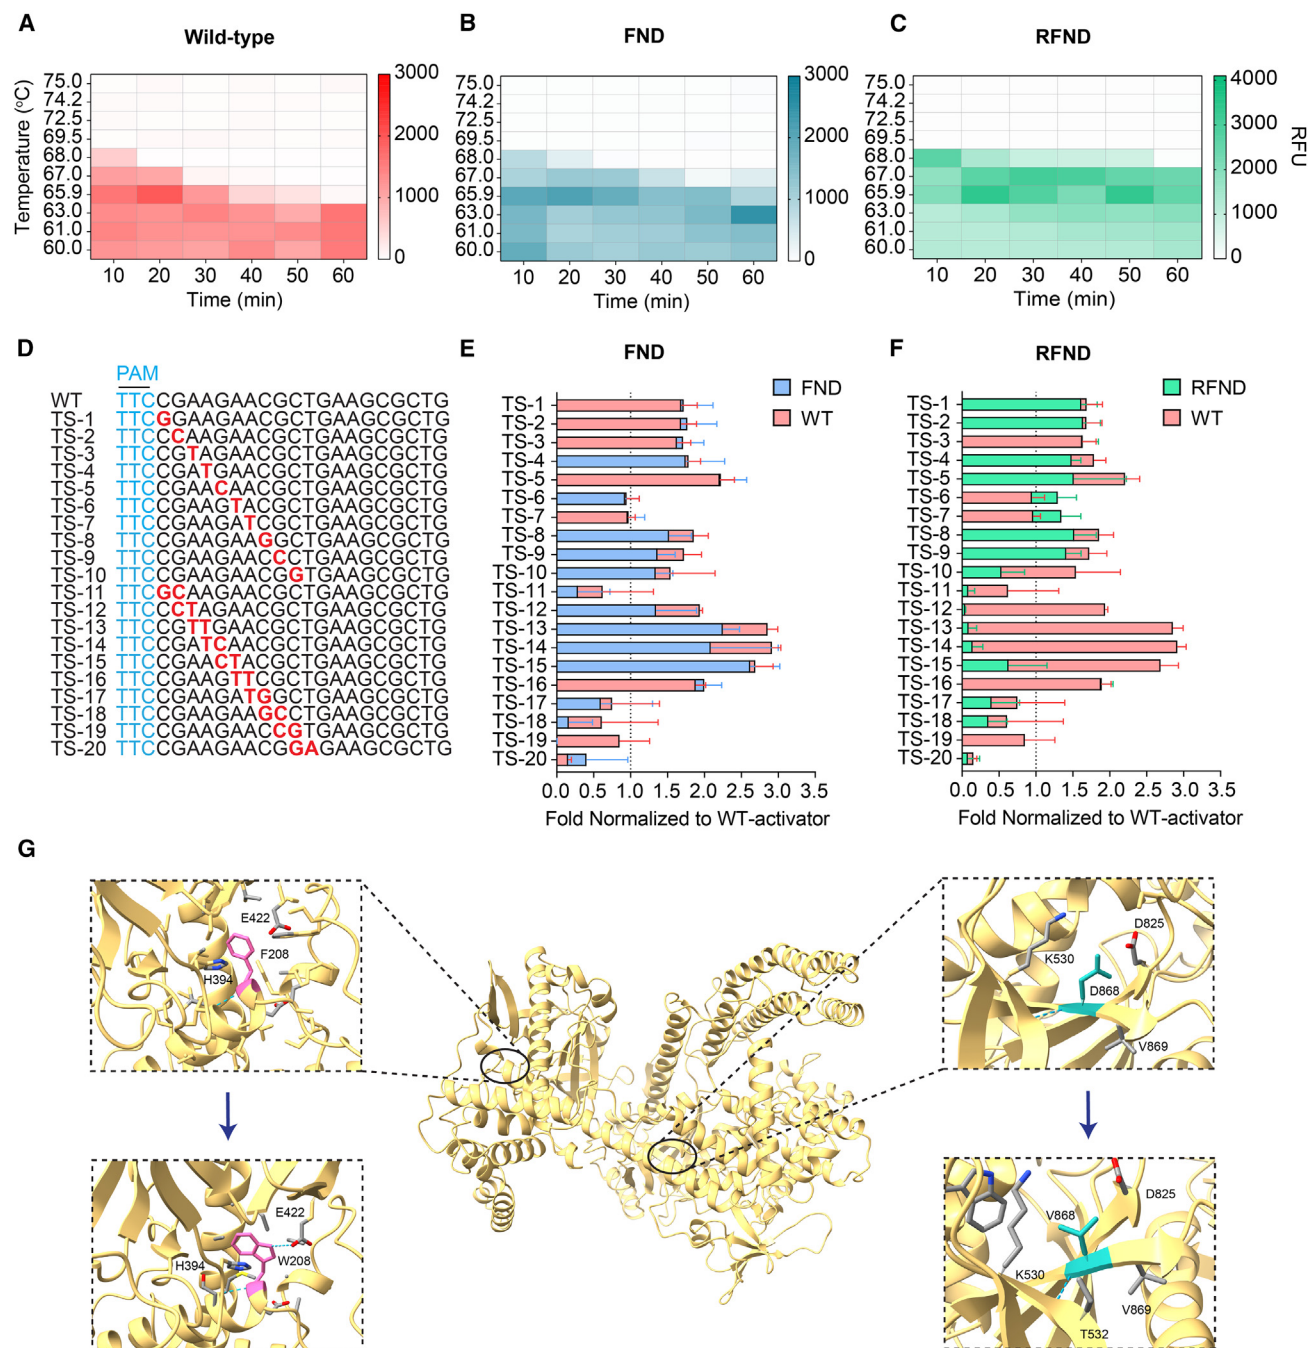 A
Wild-type
Temperature (°C)
75.0
74.2
72.5
69.5
68.0
67.0
65.9
63.0
61.0
60.0
10 20 30 40 50 60
Time (min)
3000
2000
1000
0
B
FND
75.0
74.2
72.5
69.5
68.0
67.0
65.9
63.0
61.0
60.0
10 20 30 40 50 60
Time (min)
3000
2000
1000
0
C
RFND
75.0
74.2
72.5
69.5
68.0
67.0
65.9
63.0
61.0
60.0
10 20 30 40 50 60
Time (min)
4000
3000
2000
1000
0
RFU
D
PAM
WT TTCCGAAGAACGCTGAAGCGCTG
TS-1 TTCGGAAGAACGCTGAAGCGCTG
TS-2 TTCCCAAGAACGCTGAAGCGCTG
TS-3 TTCCGTAGAACGCTGAAGCGCTG
TS-4 TTCCGATGAACGCTGAAGCGCTG
TS-5 TTCCGAACAACGCTGAAGCGCTG
TS-6 TTCCGAAGTACGCTGAAGCGCTG
TS-7 TTCCGAAGATCGCTGAAGCGCTG
TS-8 TTCCGAAGAAGGCTGAAGCGCTG
TS-9 TTCCGAAGAACCCTGAAGCGCTG
TS-10 TTCCGAAGAACGGTGAAGCGCTG
TS-11 TTCGCAAGAACGCTGAAGCGCTG
TS-12 TTCCCTAGAACGCTGAAGCGCTG
TS-13 TTCCGTTGAACGCTGAAGCGCTG
TS-14 TTCCGATCAACGCTGAAGCGCTG
TS-15 TTCCGAACTACGCTGAAGCGCTG
TS-16 TTCCGAAGTTCGCTGAAGCGCTG
TS-17 TTCCGAAGATGGCTGAAGCGCTG
TS-18 TTCCGAAGAAGCCTGAAGCGCTG
TS-19 TTCCGAAGAACCGTGAAGCGCTG
TS-20 TTCCGAAGAACGGAGAAGCGCTG
E
FND
FND
WT
TS-1
TS-2
TS-3
TS-4
TS-5
TS-6
TS-7
TS-8
TS-9
TS-10
TS-11
TS-12
TS-13
TS-14
TS-15
TS-16
TS-17
TS-18
TS-19
TS-20
0.0 0.5 1.0 1.5 2.0 2.5 3.0 3.5
Fold Normalized to WT-activator
F
RFND
RFND
WT
TS-1
TS-2
TS-3
TS-4
TS-5
TS-6
TS-7
TS-8
TS-9
TS-10
TS-11
TS-12
TS-13
TS-14
TS-15
TS-16
TS-17
TS-18
TS-19
TS-20
0.0 0.5 1.0 1.5 2.0 2.5 3.0 3.5
Fold Normalized to WT-activator
G
E422
F208
H394
E422
H394
W208
D825
K530
D868
V869
D825
V868
K530
V869
T532